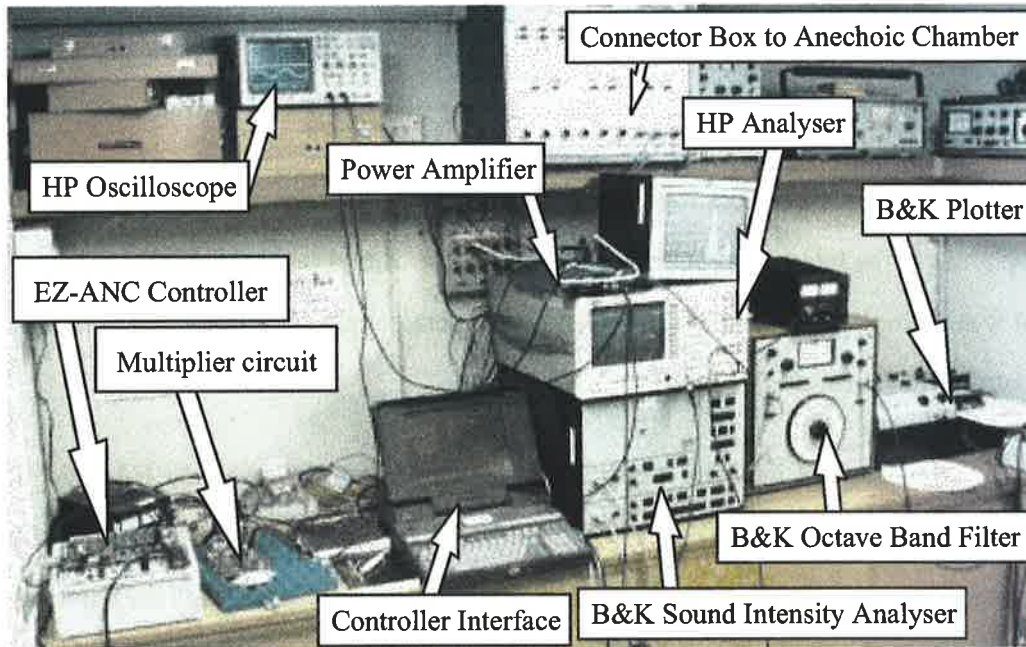 Connector Box to Anechoic Chamber
HP Analyser
Power Amplifier
HP Oscilloscope
B&K Plotter
EZ-ANC Controller
Multiplier circuit
B&K Octave Band Filter
Controller Interface
B&K Sound Intensity Analyser